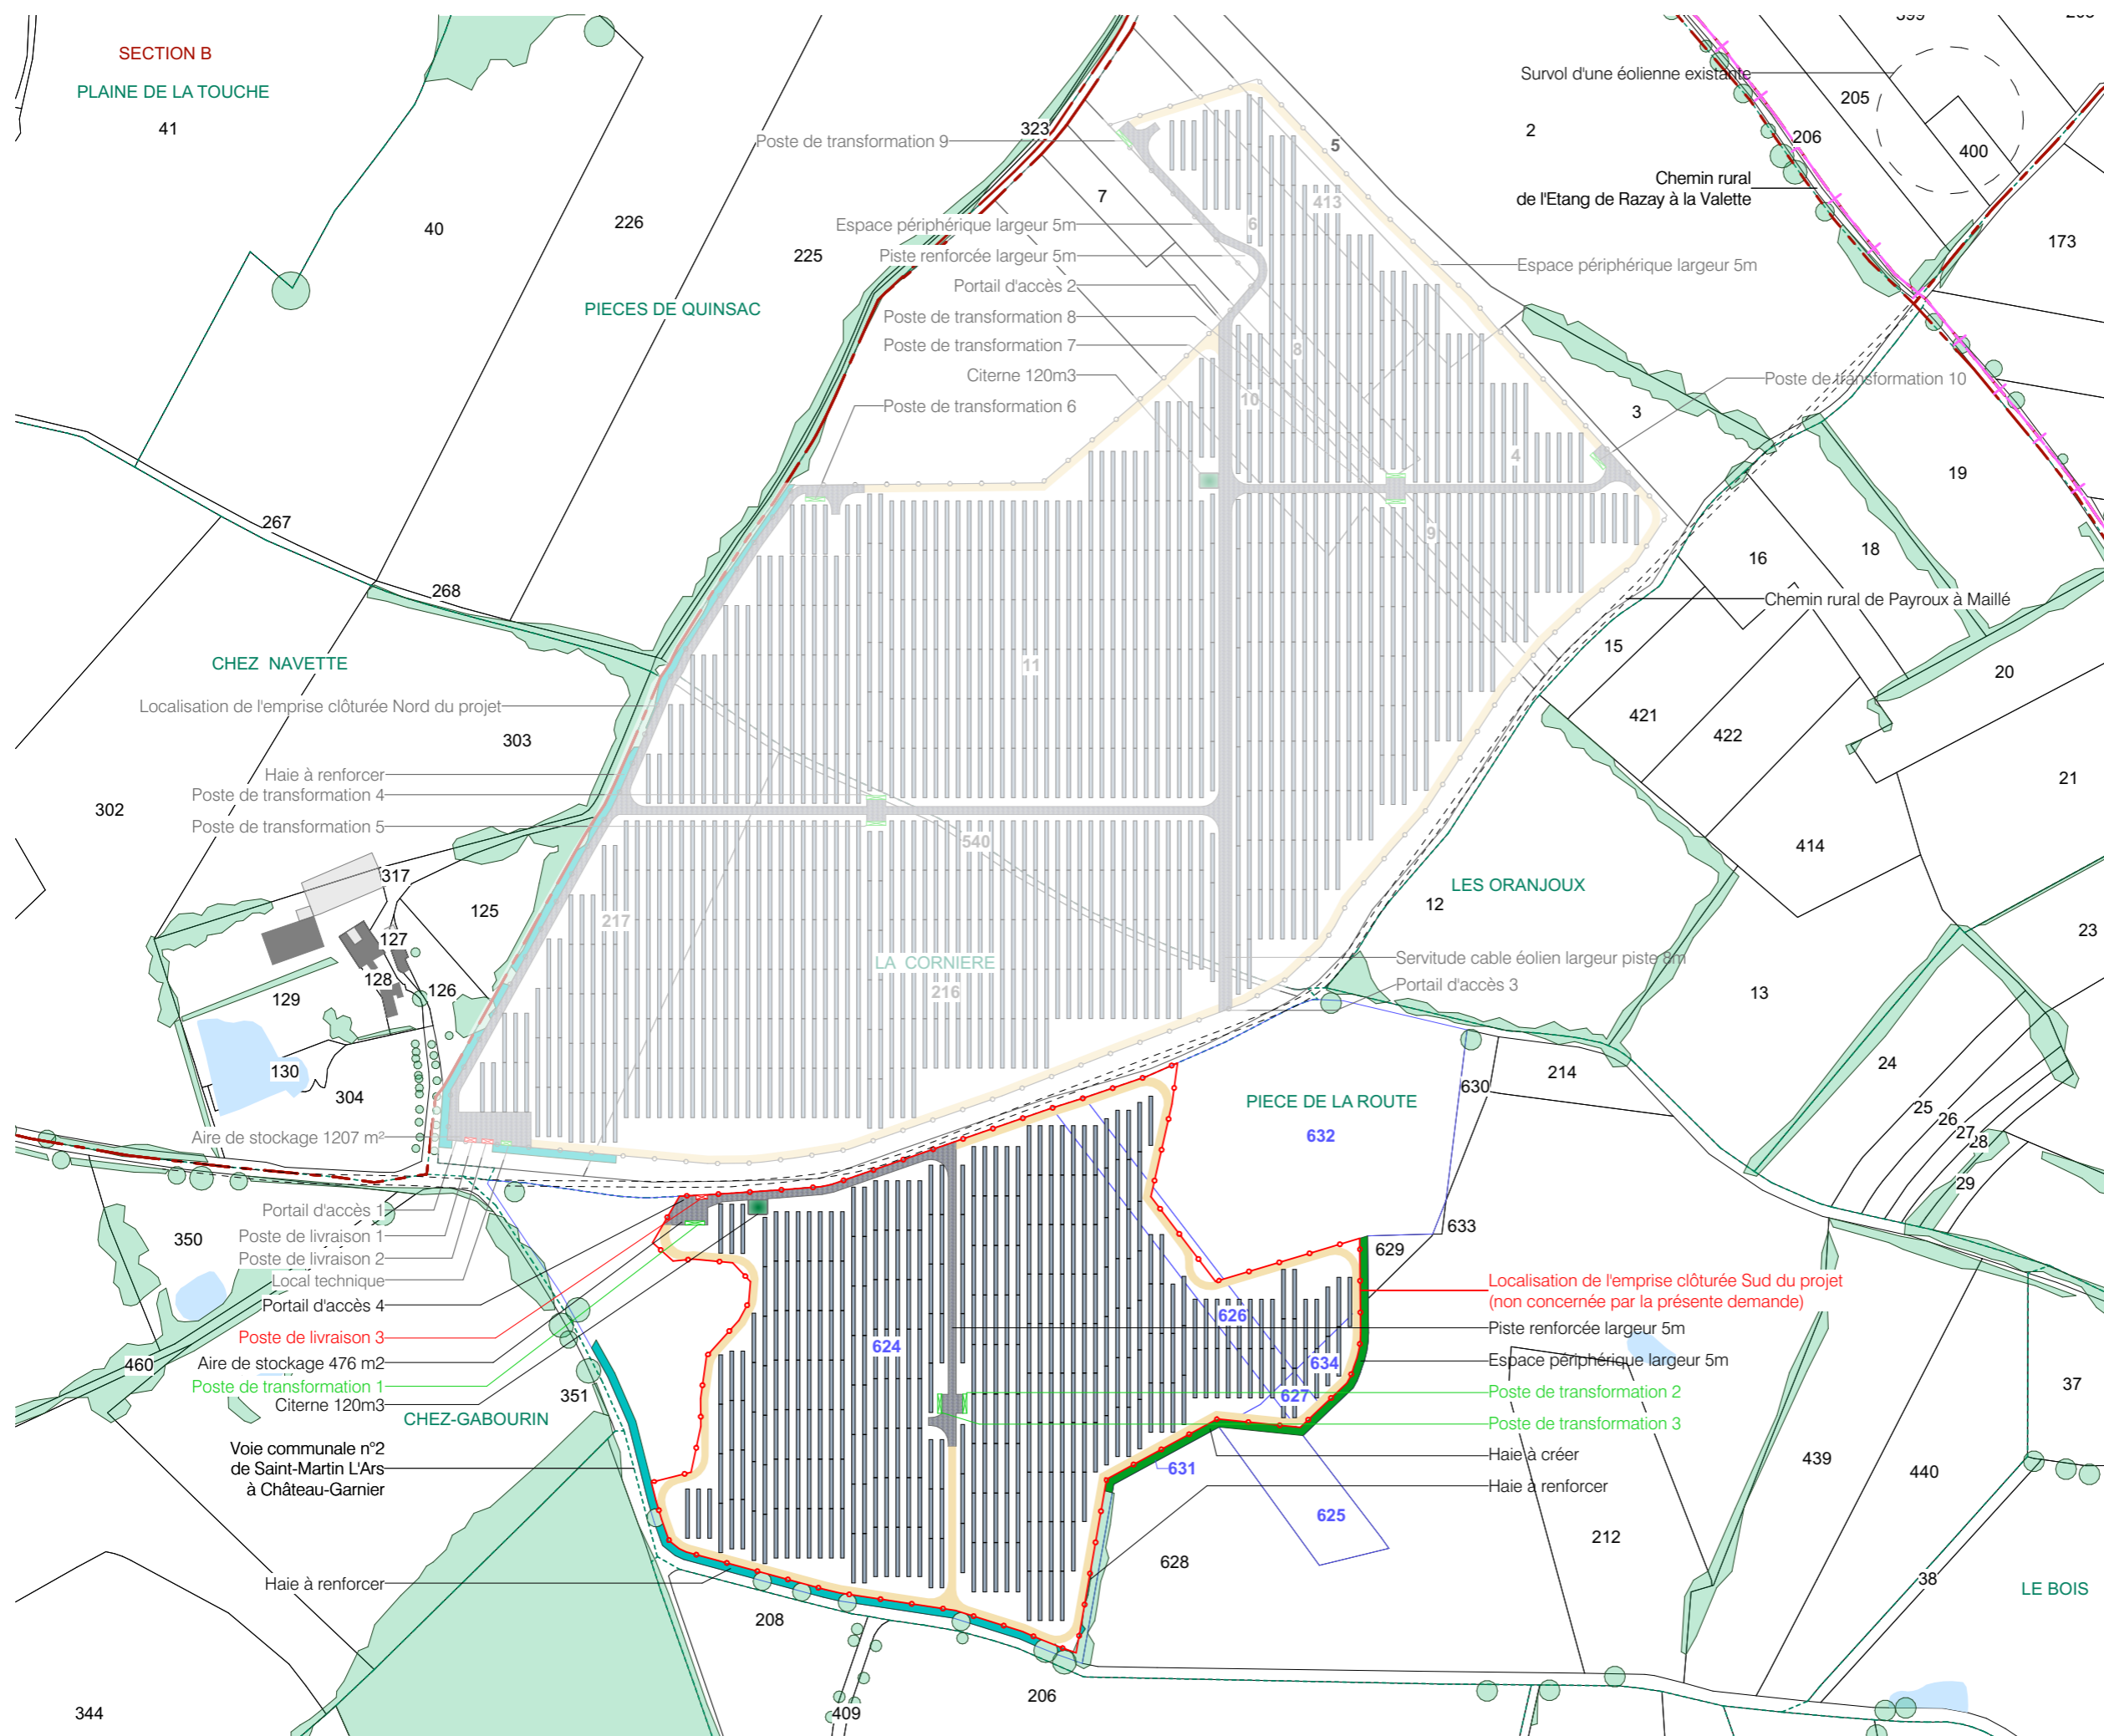 399
SECTION B
PLAINE DE LA TOUCHE
41
Survol d'une éolienne existante
205
2
206
400
323
5
Poste de transformation 9
Chemin rural
de l'Etang de Razay à la Valette
7
413
6
40
226
225
173
Espace périphérique largeur 5m
Piste renforcée largeur 5m
Espace périphérique largeur 5m
Portail d'accès 2
PIECES DE QUINSAC
Poste de transformation 8
Poste de transformation 7
8
Citerne 120m3
Poste de transformation 10
10
Poste de transformation 6
3
4
19
267
9
18
16
268
Chemin rural de Payroux à Maillé
15
CHEZ NAVETTE
11
20
Localisation de l'emprise clôturée Nord du projet
421
303
422
Haie à renforcer
21
Poste de transformation 4
302
Poste de transformation 5
540
414
317
LES ORANJOUX
125
12
217
127
23
LA CORNIERE
Servitude cable éolien largeur piste 8m
128
126
216
Portail d'accès 3
129
13
24
130
214
630
304
PIECE DE LA ROUTE
25
26
27
28
Aire de stockage 1207 m²
632
29
Portail d'accès 1
633
350
Poste de livraison 1
629
Poste de livraison 2
Local technique
Localisation de l'emprise clôturée Sud du projet
(non concernée par la présente demande)
Portail d'accès 4
626
Piste renforcée largeur 5m
Poste de livraison 3
624
460
Aire de stockage 476 m2
634
Espace périphérique largeur 5m
Poste de transformation 1
351
627
Poste de transformation 2
37
Citerne 120m3
CHEZ-GABOURIN
Poste de transformation 3
Voie communale n°2
de Saint-Martin L'Ars
à Château-Garnier
Haie à créer
439
631
440
Haie à renforcer
625
212
628
Haie à renforcer
38
LE BOIS
208
206
344
409